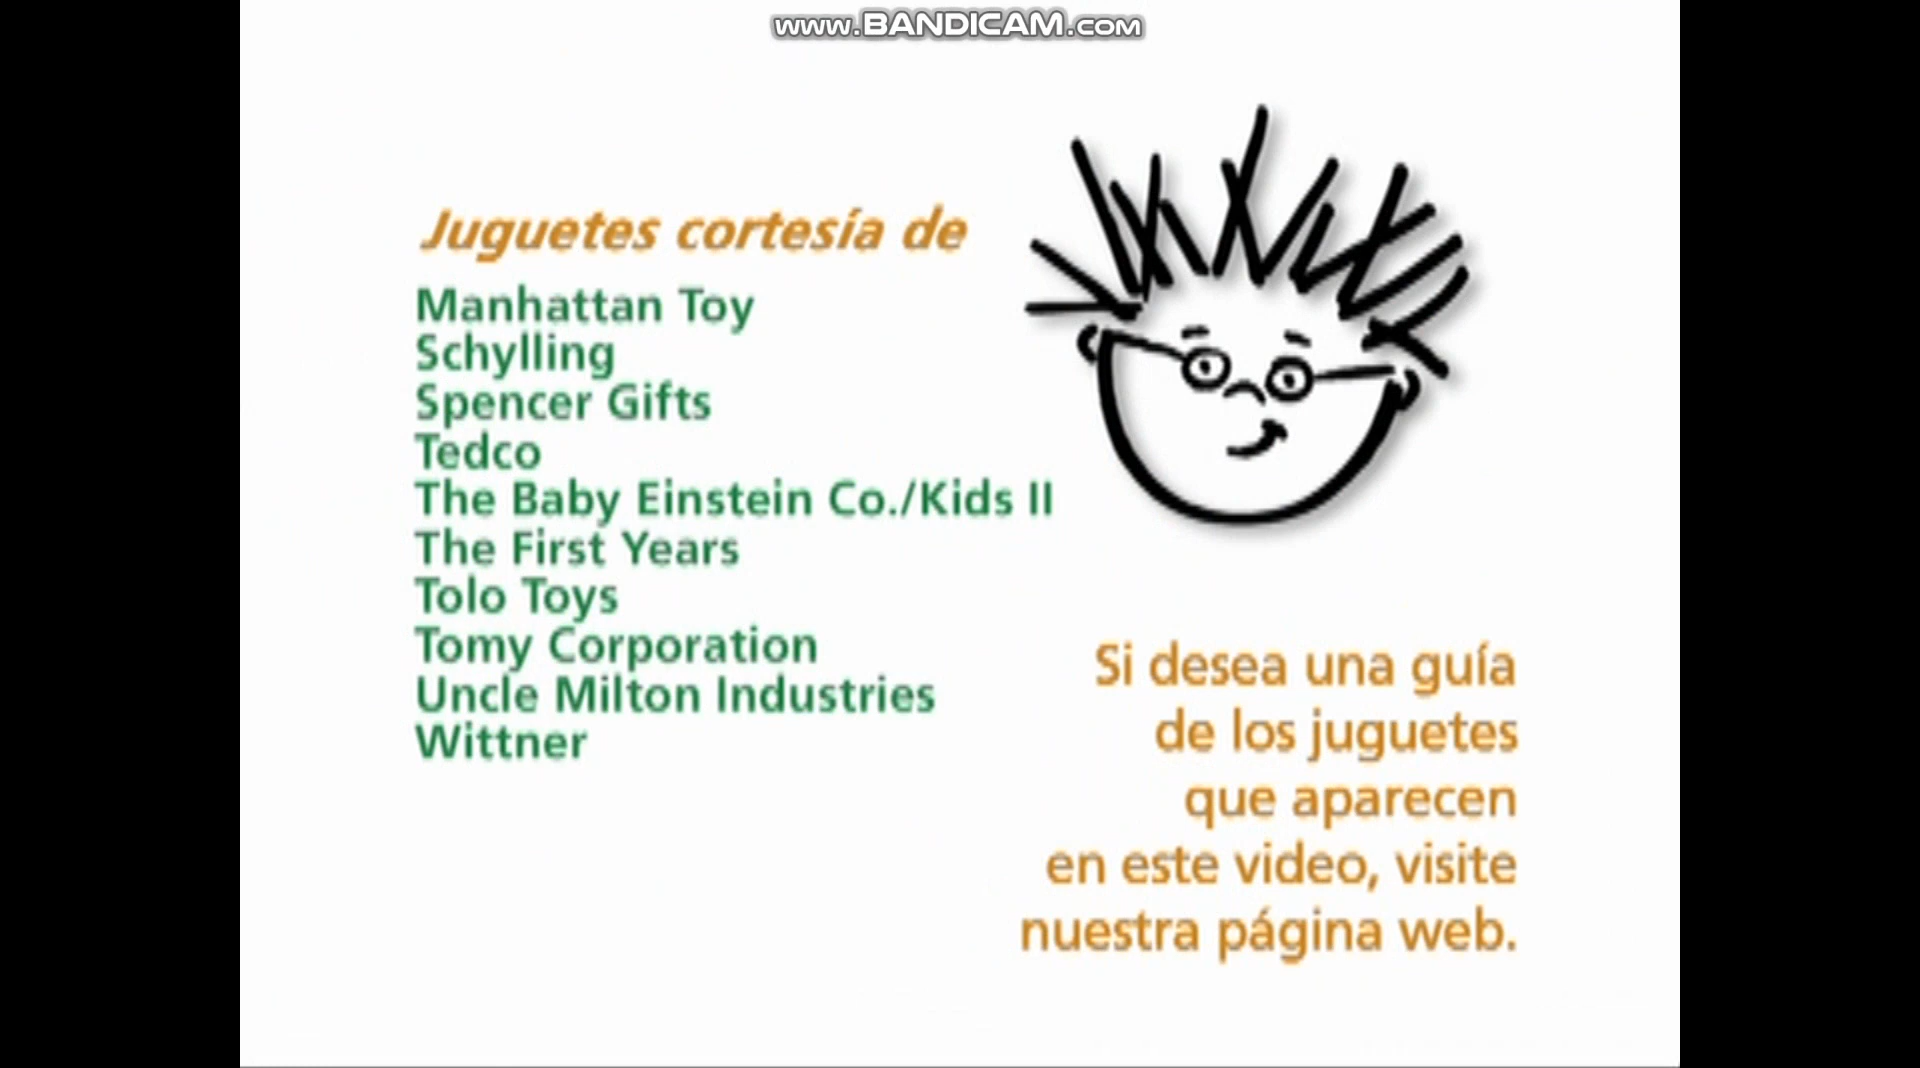 www.BANDICAM.com
Juguetes cortesía de
Manhattan Toy
Schylling
Spencer Gifts
Tedco
The Baby Einstein Co./Kids II
The First Years
Tolo Toys
Tomy Corporation
Uncle Milton Industries
Wittner
Si desea una guía
de los juguetes
que aparecen
en este video, visite
nuestra página web.